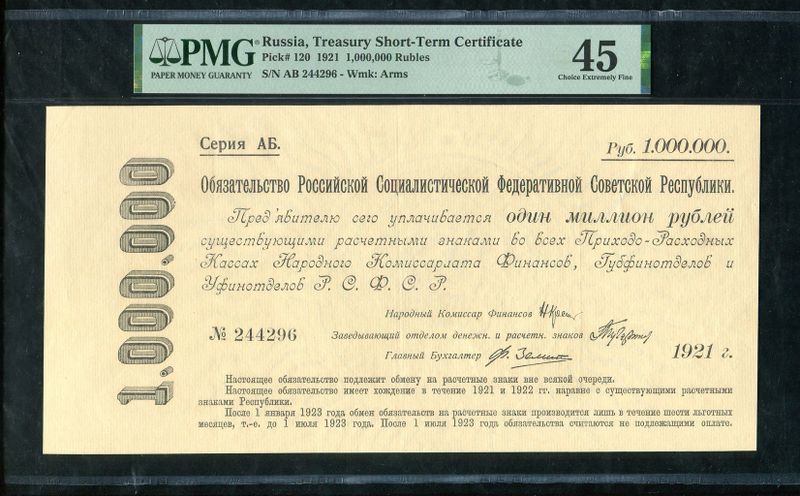 PMG® Russia, Treasury Short-Term Certificate
PAPER MONEY GUARANTY
Pick# 120 1921 1,000,000 Rubles
S/N AB 244296 - Wmk: Arms
45
Choice Extremely Fine
1.000.000
Серия АБ.
Руб. 1.000.000.
Обязательство Российской Социалистической Федеративной Советской Республики.
Пред'явителю сего уплачивается один миллион рублей
существующими расчетными знаками во всех Приходо-Расходных
Кассах Народного Комиссариата Финансов, Губфинотделов и
Уфинотделов Р. С. Ф. С. Р.
Народный Комиссар Финансов
№ 244296
Заведывающий отделом денежн. и расчетн. знаков
Главный Бухгалтер
1921 г.
Настоящее обязательство подлежит обмену на расчетные знаки вне всякой очереди.
Настоящее обязательство имеет хождение в течение 1921 и 1922 гг. наравне с существующими расчетными
знаками Республики.
После 1 января 1923 года обмен обязательств на расчетные знаки производится лишь в течение шести льготных
месяцев, т.-е. до 1 июля 1923 года. После 1 июля 1923 года обязательства считаются не подлежащими оплате.